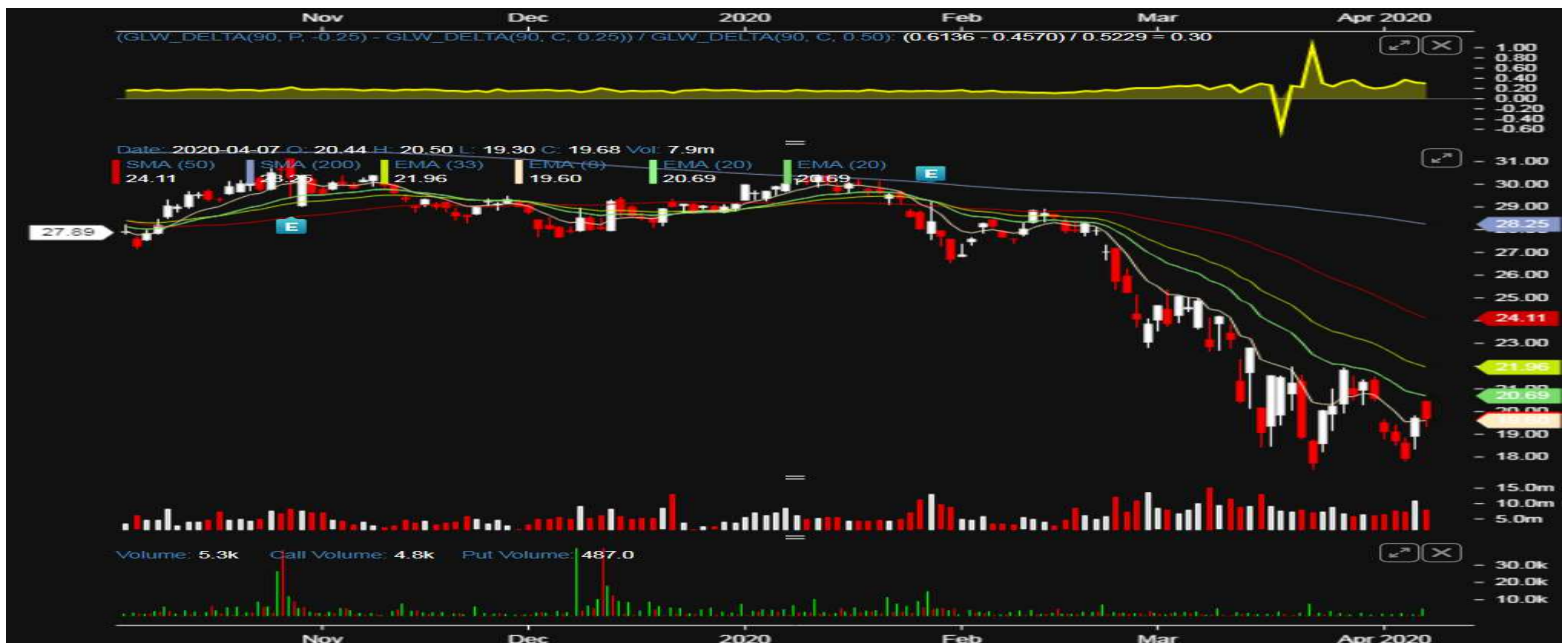 Nov Dec 2020 Feb Mar Apr 2020
(GLW_DELTA(90, P, -0.25) - GLW_DELTA(90, C, 0.25)) / GLW_DELTA(90, C, 0.50): (0.6136 - 0.4570) / 0.5229 = 0.30
1.00
0.80
0.60
0.40
0.20
0.00
-0.20
-0.40
-0.60
Date: 2020-04-07 O: 20.44 H: 20.50 L: 19.30 C: 19.68 Vol: 7.9m
SMA (50) SMA (200) EMA (33) EMA (6) EMA (20) EMA (20)
24.11 28.25 21.96 19.60 20.69 20.69
31.00
30.00
E
29.00
E
27.89
28.25
27.00
26.00
25.00
24.11
23.00
21.96
21.00
20.69
20.00
19.00
18.00
15.0m
10.0m
5.0m
Volume: 5.3k Call Volume: 4.8k Put Volume: 487.0
30.0k
20.0k
10.0k
Nov Dec 2020 Feb Mar Apr 2020